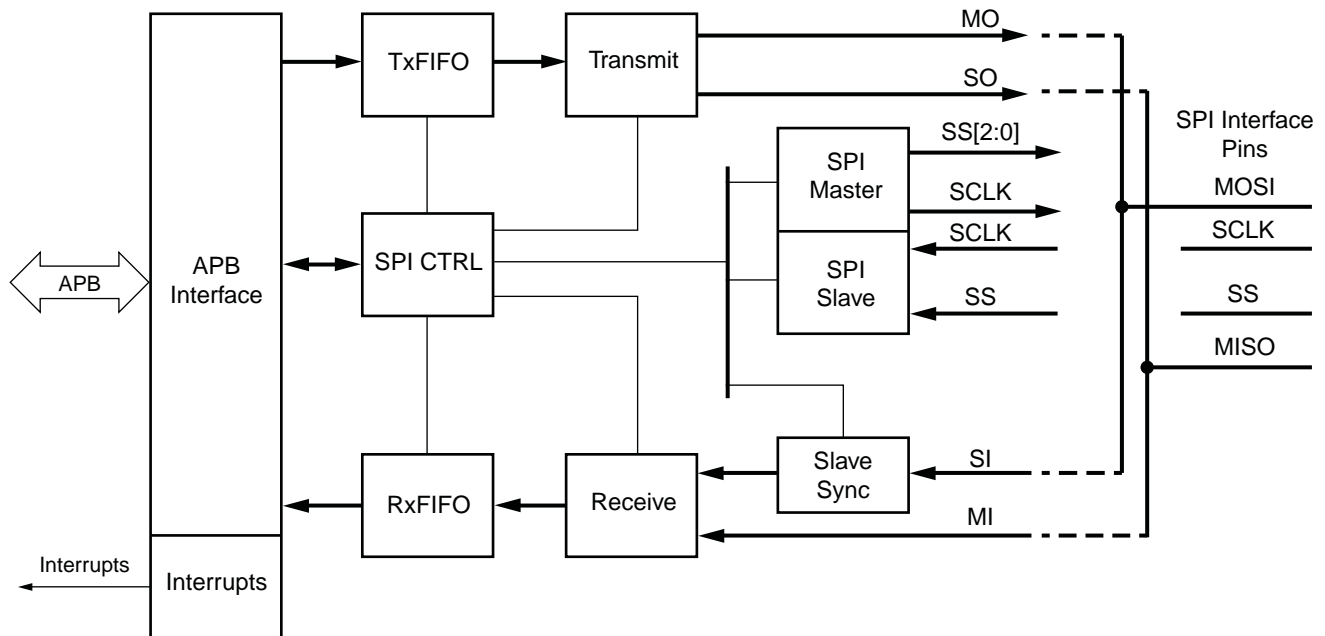 MO
TxFIFO
Transmit
SO
SS[2:0]
SPI Interface
Pins
SPI
Master
MOSI
SCLK
SCLK
SCLK
APB
APB
Interface
SPI CTRL
SPI
Slave
SS
SS
MISO
Slave
Sync
SI
RxFIFO
Receive
MI
Interrupts
Interrupts